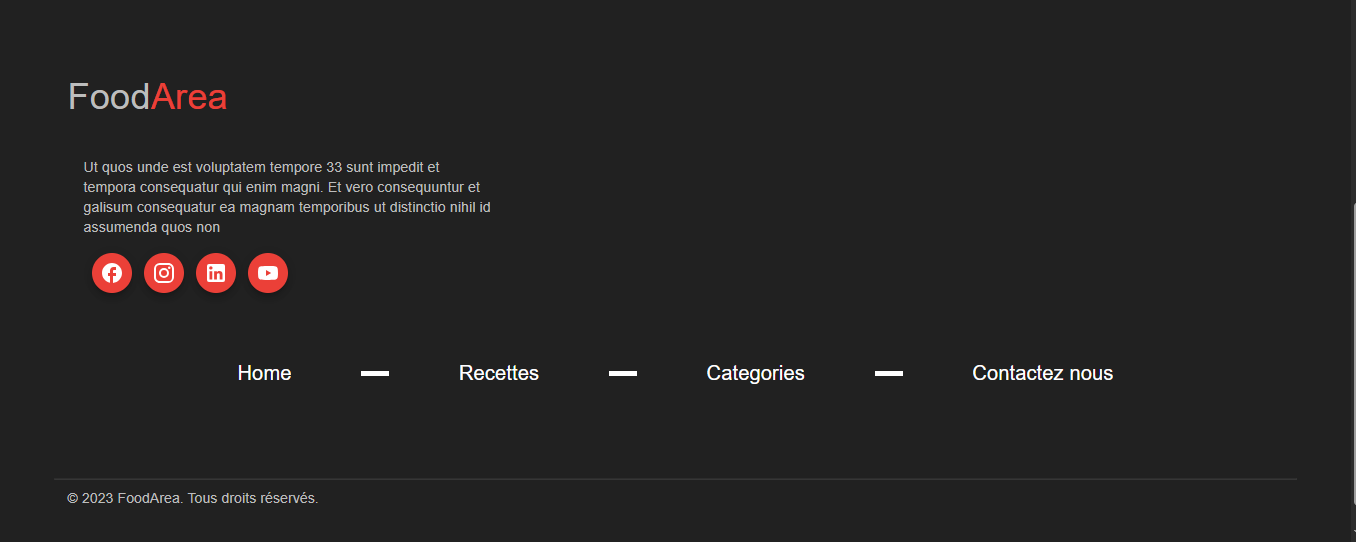 FoodArea
Ut quos unde est voluptatem tempore 33 sunt impedit et
tempora consequatur qui enim magni. Et vero consequuntur et
galisum consequatur ea magnam temporibus ut distinctio nihil id
assumenda quos non
Home Recettes Categories Contactez nous
© 2023 FoodArea. Tous droits réservés.